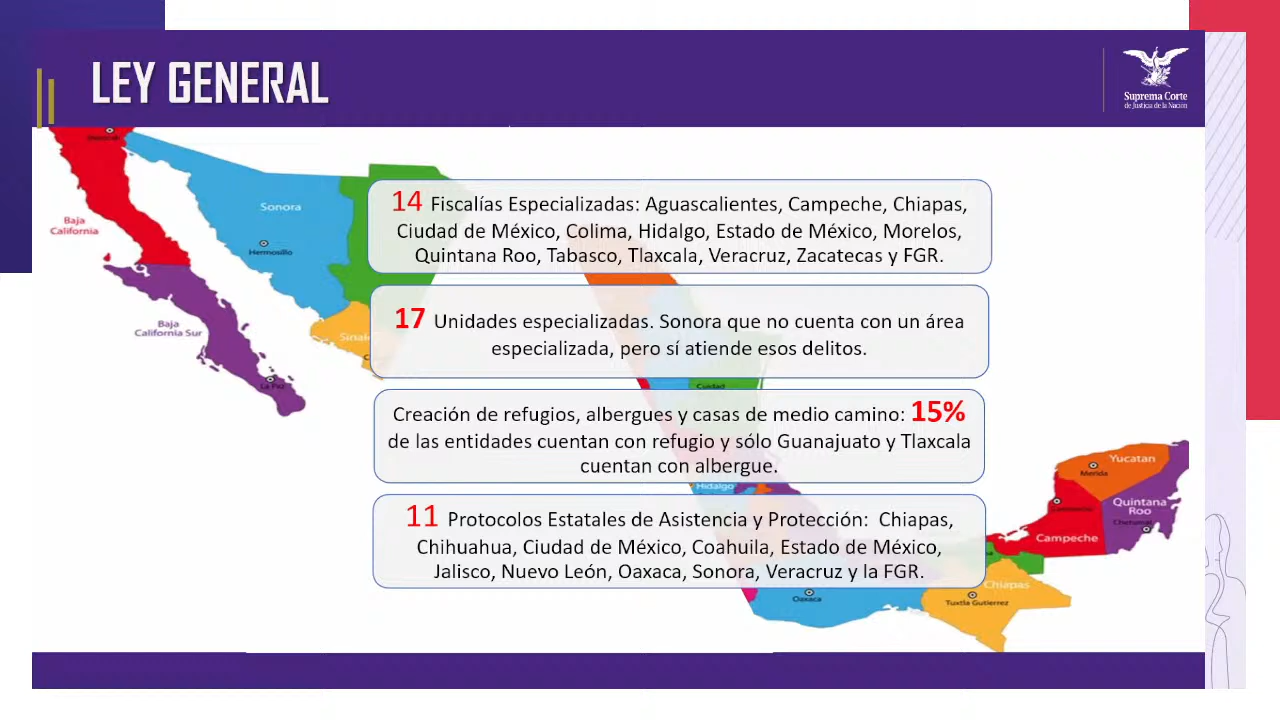 LEY GENERAL
Suprema Corte
de Justicia de la Nación
Baja
California
Sonora
Hermosillo
Baja
California Sur
La Paz
14 Fiscalías Especializadas: Aguascalientes, Campeche, Chiapas,
Ciudad de México, Colima, Hidalgo, Estado de México, Morelos,
Quintana Roo, Tabasco, Tlaxcala, Veracruz, Zacatecas y FGR.
17 Unidades especializadas. Sonora que no cuenta con un área
especializada, pero sí atiende esos delitos.
Cuidad
Creación de refugios, albergues y casas de medio camino: 15%
de las entidades cuentan con refugio y sólo Guanajuato y Tlaxcala
cuentan con albergue.
Hidalgo
11 Protocolos Estatales de Asistencia y Protección: Chiapas,
Chihuahua, Ciudad de México, Coahuila, Estado de México,
Jalisco, Nuevo León, Oaxaca, Sonora, Veracruz y la FGR.
Yucatan
Merida
Quintana
Roo
Chetumal
Campeche
Chiapas
Tuxtla Gutierrez
Oaxaca